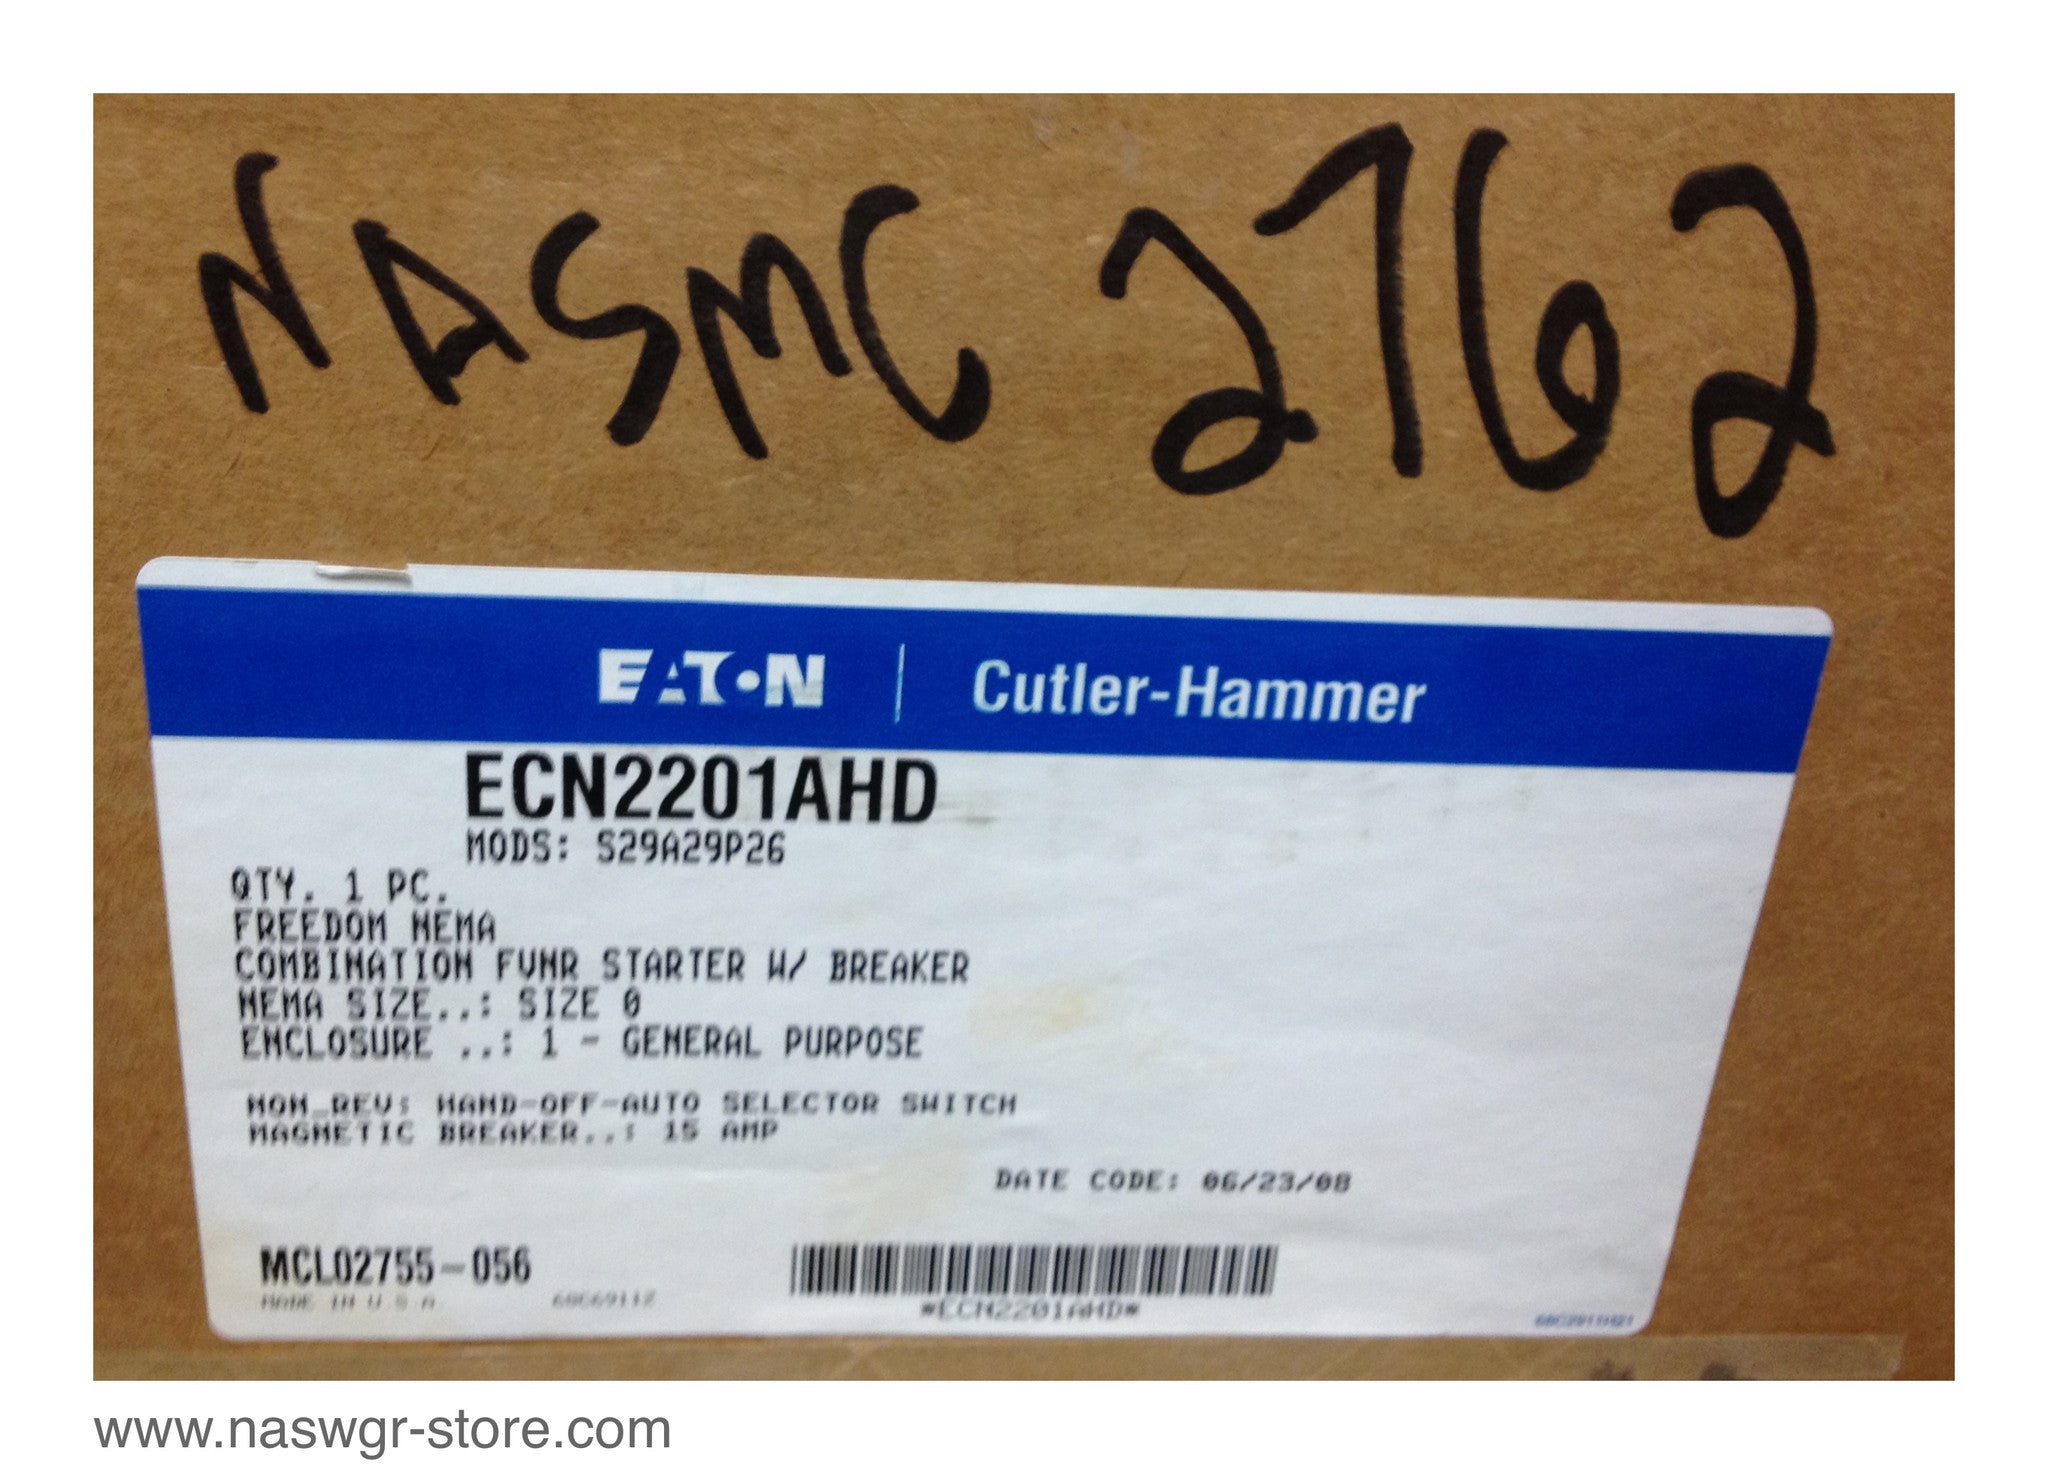 NASMC 2762
EATON | Cutler-Hammer
ECN2201AHD
MODS: S29A29P26
QTY. 1 PC.
FREEDOM NEMA
COMBINATION FVNR STARTER W/ BREAKER
NEMA SIZE..: SIZE 0
ENCLOSURE ..: 1 - GENERAL PURPOSE
NON_REV: HAND-OFF-AUTO SELECTOR SWITCH
MAGNETIC BREAKER..: 15 AMP
DATE CODE: 06/23/08
MCL02755-056
MADE IN U.S.A.
*ECN2201AHD*
www.naswgr-store.com